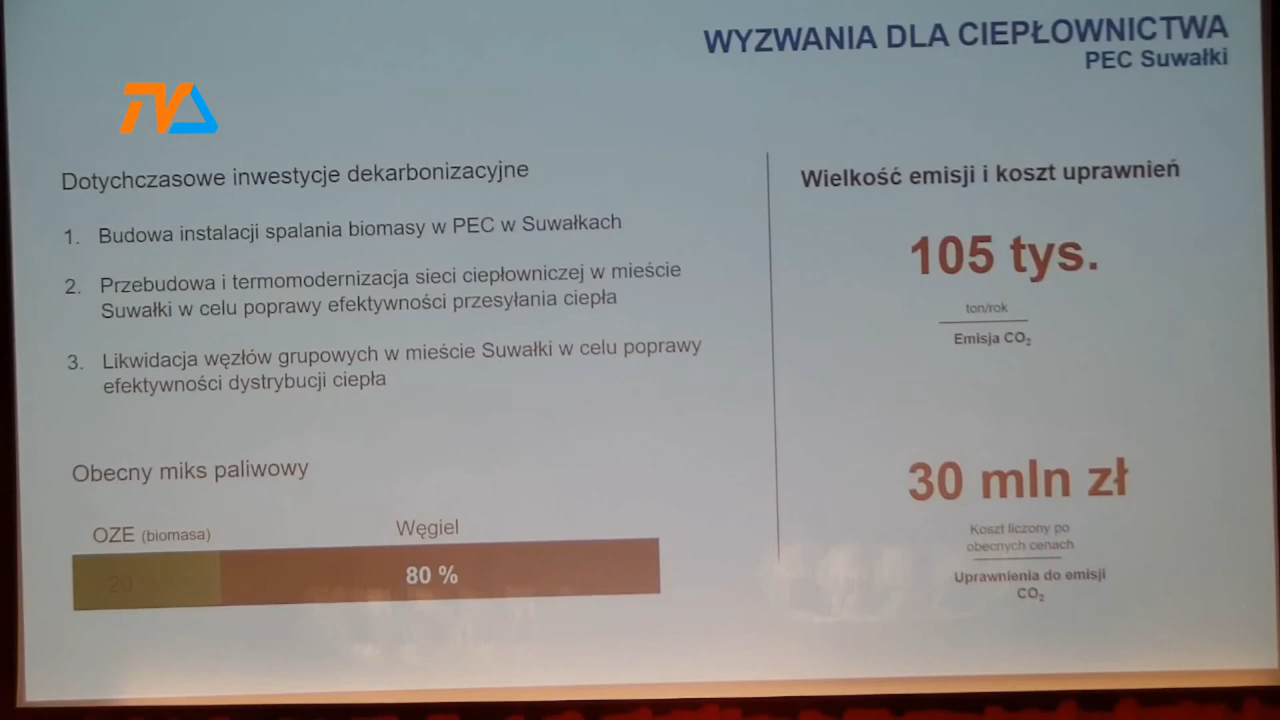 WYZWANIA DLA CIEPŁOWNICTWA
PEC Suwałki
TVA
Dotychczasowe inwestycje dekarbonizacyjne
1. Budowa instalacji spalania biomasy w PEC w Suwałkach
2. Przebudowa i termomodernizacja sieci ciepłowniczej w mieście
Suwałki w celu poprawy efektywności przesyłania ciepła
3. Likwidacja węzłów grupowych w mieście Suwałki w celu poprawy
efektywności dystrybucji ciepła
Obecny miks paliwowy
OZE (biomasa)
Węgiel
20
80 %
Wielkość emisji i koszt uprawnień
105 tys.
ton/rok
Emisja CO₂
30 mln zł
Koszt liczony po
obecnych cenach
Uprawnienia do emisji
CO₂